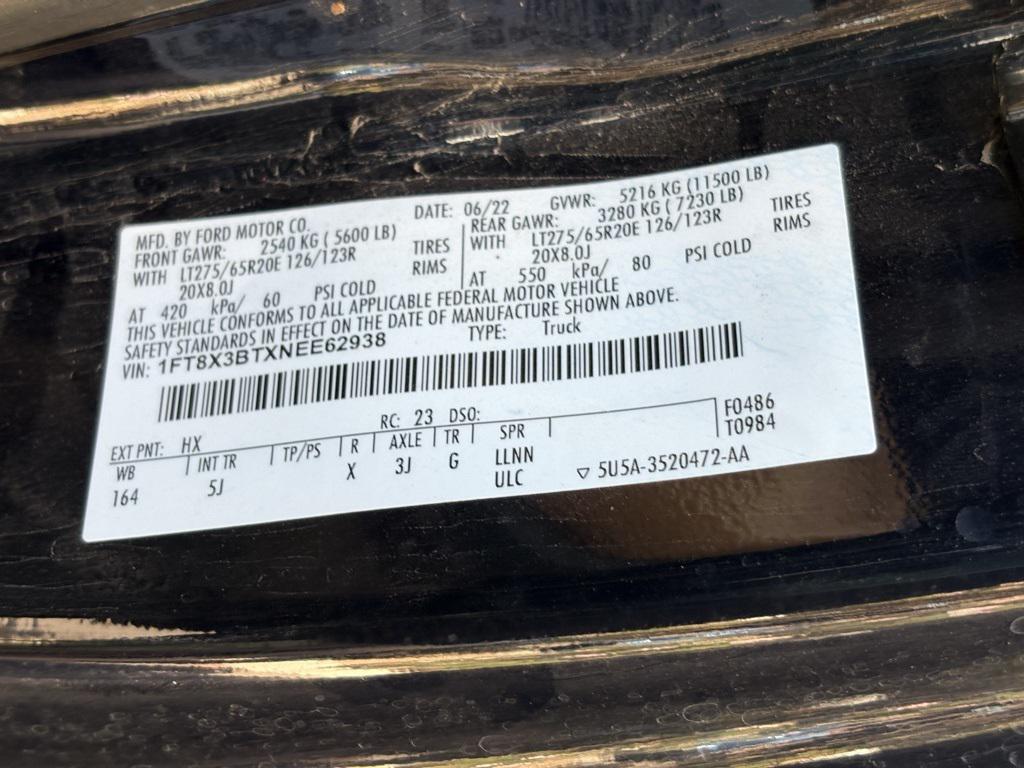 DATE: 06/22 GVWR: 5216 KG (11500 LB)
MFD. BY FORD MOTOR CO.
FRONT GAWR: 2540 KG ( 5600 LB)
WITH LT275/65R20E 126/123R TIRES
20X8.0J RIMS
AT 420 kPa/ 60 PSI COLD
REAR GAWR: 3280 KG ( 7230 LB)
WITH LT275/65R20E 126/123R TIRES
20X8.0J RIMS
AT 550 kPa/ 80 PSI COLD
THIS VEHICLE CONFORMS TO ALL APPLICABLE FEDERAL MOTOR VEHICLE
SAFETY STANDARDS IN EFFECT ON THE DATE OF MANUFACTURE SHOWN ABOVE.
VIN: 1FT8X3BTXNEE62938 TYPE: Truck
EXT PNT: HX RC: 23 DSO: F0486
WB INT TR TP/PS R AXLE TR SPR T0984
164 5J X 3J G LLNN
ULC ▽ 5U5A-3520472-AA